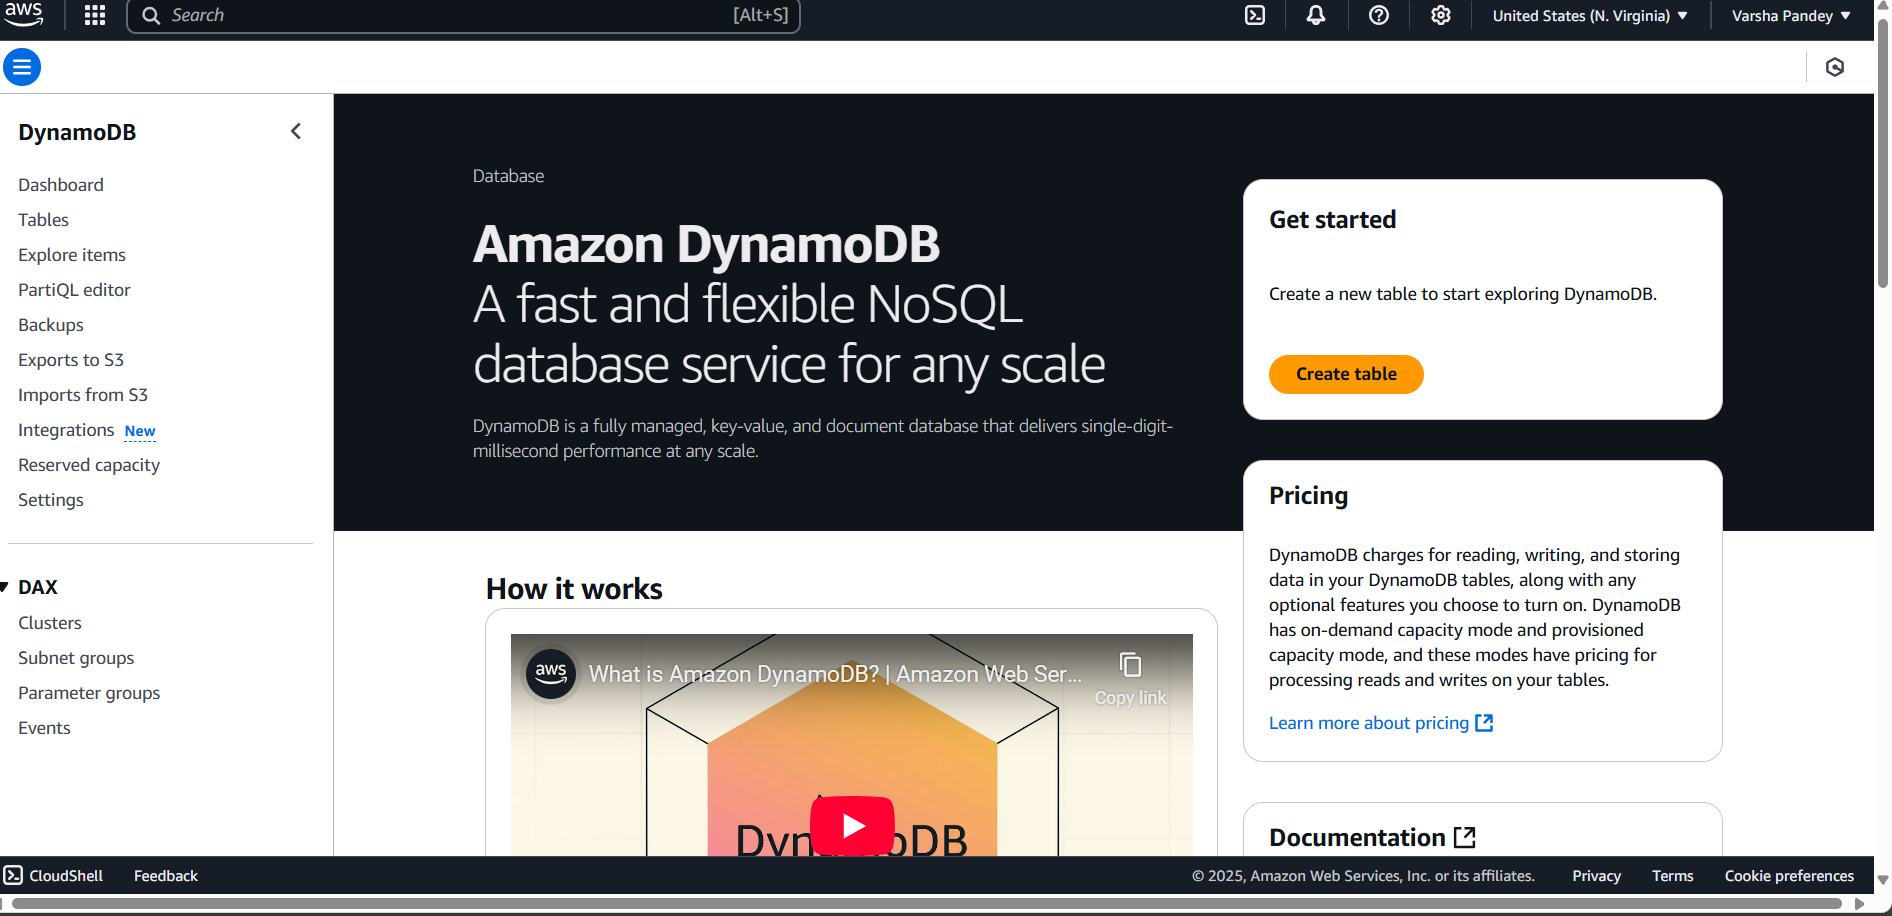 aws
Search
[Alt+S]
United States (N. Virginia)
Varsha Pandey
DynamoDB
Dashboard
Tables
Explore items
PartiQL editor
Backups
Exports to S3
Imports from S3
Integrations New
Reserved capacity
Settings
DAX
Clusters
Subnet groups
Parameter groups
Events
Database
Amazon DynamoDB
A fast and flexible NoSQL
database service for any scale
DynamoDB is a fully managed, key-value, and document database that delivers single-digit-
millisecond performance at any scale.
How it works
aws
What is Amazon DynamoDB? | Amazon Web Ser...
Copy link
Get started
Create a new table to start exploring DynamoDB.
Create table
Pricing
DynamoDB charges for reading, writing, and storing
data in your DynamoDB tables, along with any
optional features you choose to turn on. DynamoDB
has on-demand capacity mode and provisioned
capacity mode, and these modes have pricing for
processing reads and writes on your tables.
Learn more about pricing
Documentation
CloudShell
Feedback
© 2025, Amazon Web Services, Inc. or its affiliates.
Privacy
Terms
Cookie preferences